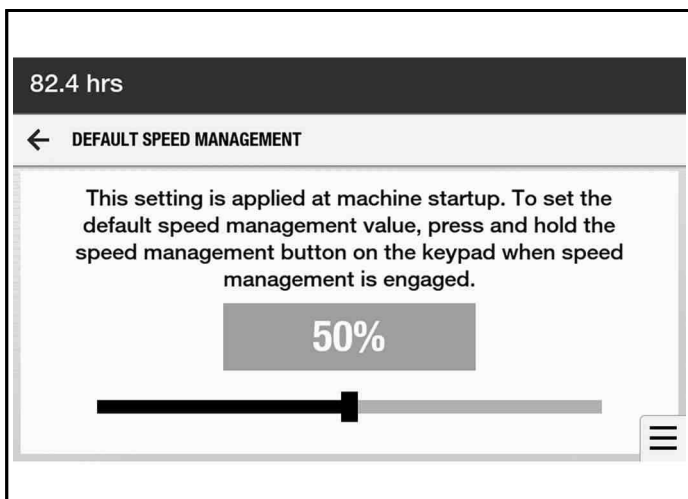 82.4 hrs
DEFAULT SPEED MANAGEMENT
This setting is applied at machine startup. To set the
default speed management value, press and hold the
speed management button on the keypad when speed
management is engaged.
50%